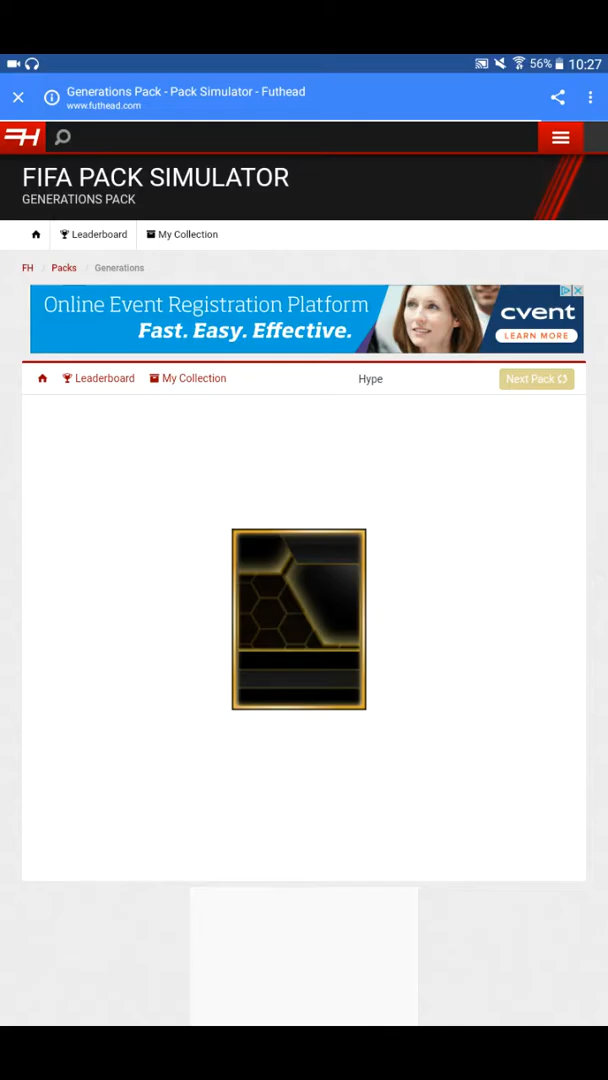 56% 10:27
Generations Pack - Pack Simulator - Futhead
www.futhead.com
FH
FIFA PACK SIMULATOR
GENERATIONS PACK
Leaderboard My Collection
FH / Packs / Generations
Online Event Registration Platform
Fast. Easy. Effective.
cvent
LEARN MORE
Leaderboard My Collection Hype Next Pack